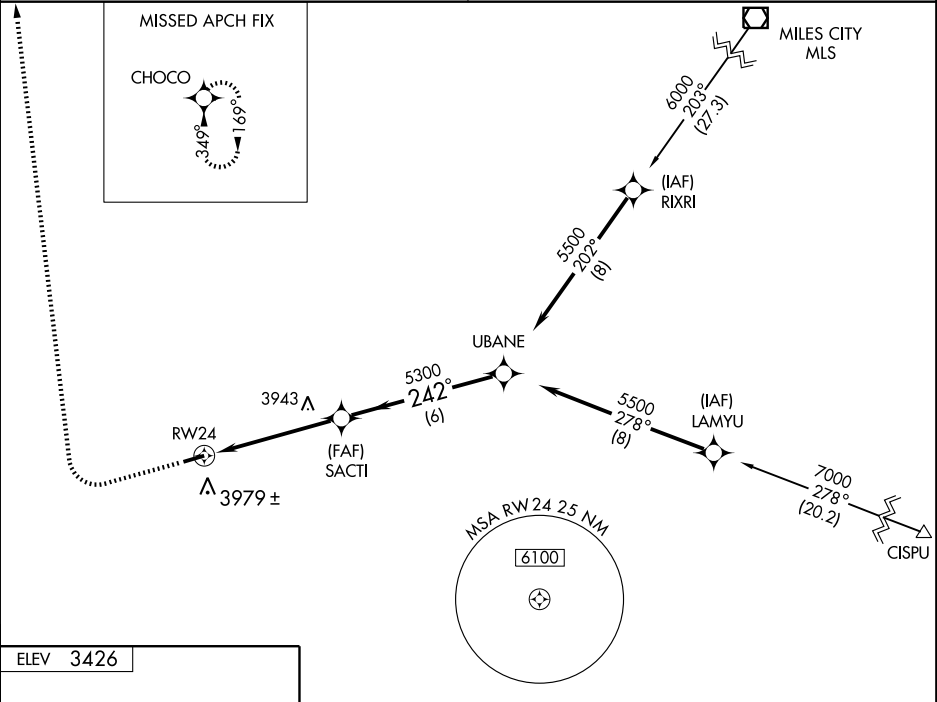 MISSED APCH FIX
CHOCO
349°
169°
MILES CITY
MLS
6000
203°
(27.3)
(IAF)
RIXRI
5500
202°
(8)
UBANE
5300
242°
(6)
3943
(FAF)
SACTI
RW24
3979 ±
5500
278°
(8)
(IAF)
LAMYU
7000
278°
(20.2)
CISPU
MSA RW24 25 NM
6100
ELEV 3426